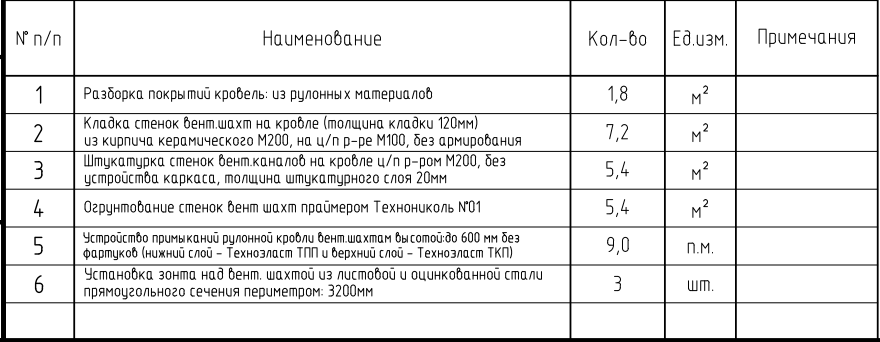 № п/п Наименование Кол-во Ед.изм. Примечания
1 Разборка покрытий кровель: из рулонных материалов 1,8 м²
2 Кладка стенок вент.шахт на кровле (толщина кладки 120мм) 7,2 м²
из кирпича керамического М200, на ц/п р-ре М100, без армирования
3 Штукатурка стенок вент.каналов на кровле ц/п р-ром М200, без 5,4 м²
устройства каркаса, толщина штукатурного слоя 20мм
4 Огрунтование стенок вент шахт праймером Технониколь №01 5,4 м²
5 Устройство примыканий рулонной кровли вент.шахтам высотой:до 600 мм без 9,0 п.м.
фартуков (нижний слой - Техноэласт ТПП и верхний слой - Техноэласт ТКП)
6 Установка зонта над вент. шахтой из листовой и оцинкованной стали 3 шт.
прямоугольного сечения периметром: 3200мм